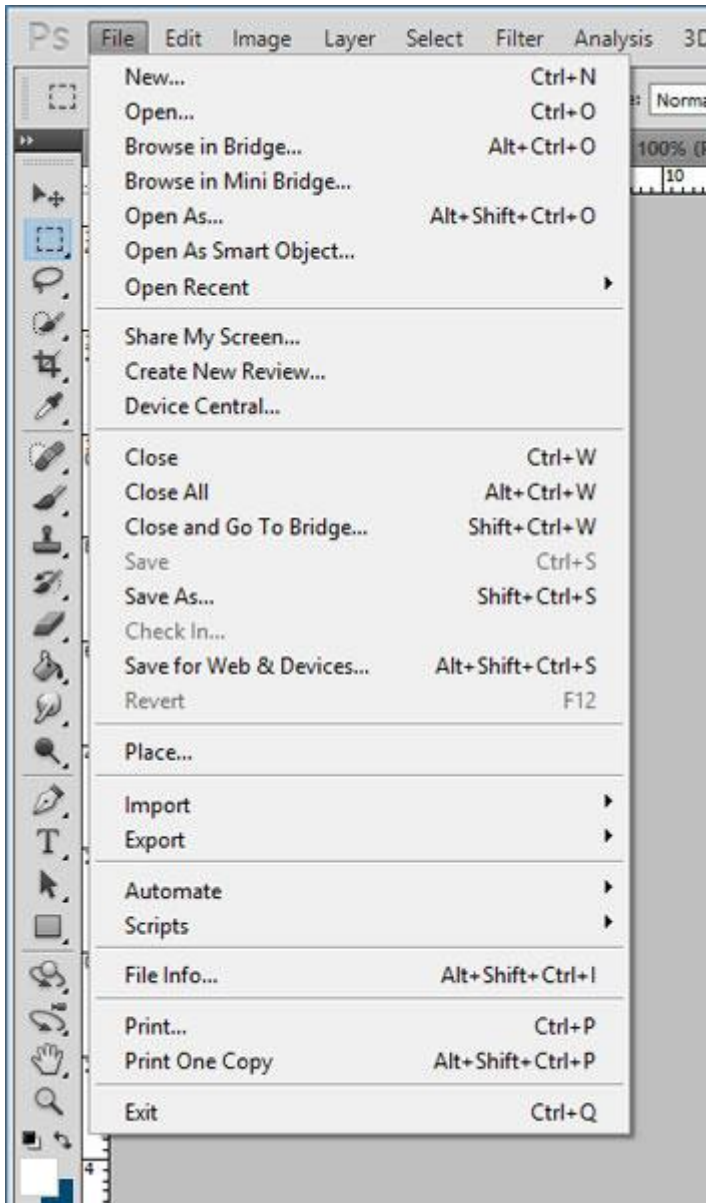 Ps File Edit Image Layer Select Filter Analysis 3D
New... Ctrl+N
Open... Ctrl+O
Browse in Bridge... Alt+Ctrl+O
Browse in Mini Bridge...
Open As... Alt+Shift+Ctrl+O
Open As Smart Object...
Open Recent
Share My Screen...
Create New Review...
Device Central...
Close Ctrl+W
Close All Alt+Ctrl+W
Close and Go To Bridge... Shift+Ctrl+W
Save Ctrl+S
Save As... Shift+Ctrl+S
Check In...
Save for Web & Devices... Alt+Shift+Ctrl+S
Revert F12
Place...
Import
Export
Automate
Scripts
File Info... Alt+Shift+Ctrl+I
Print... Ctrl+P
Print One Copy Alt+Shift+Ctrl+P
Exit Ctrl+Q
100%
10
4